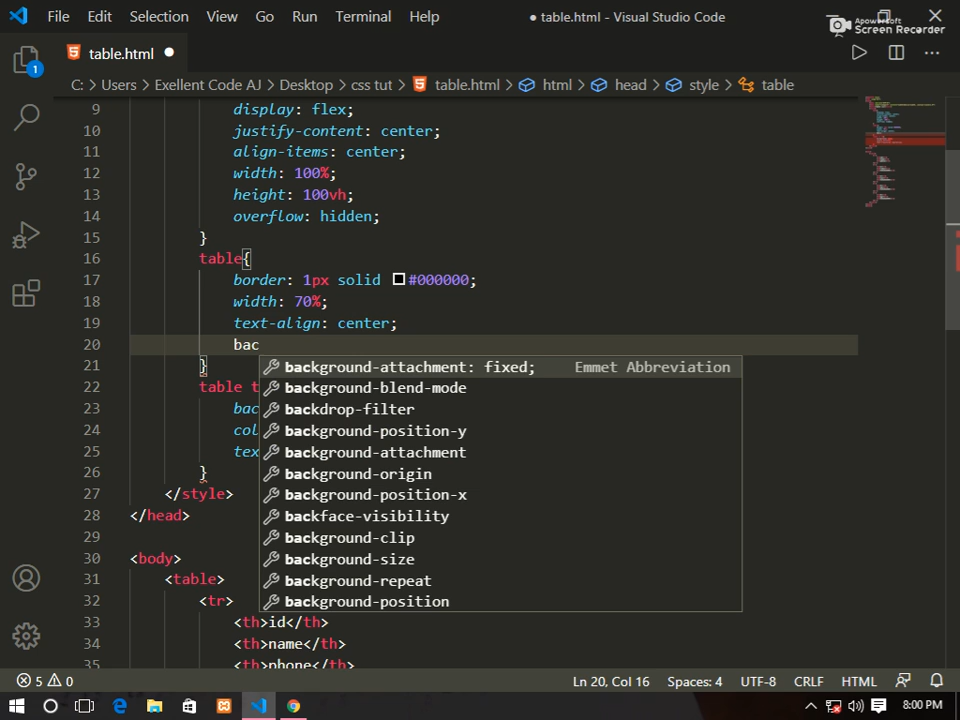 File Edit Selection View Go Run Terminal Help ● table.html - Visual Studio Code
Apowersoft
Screen Recorder
table.html ●
C: > Users > Exellent Code AJ > Desktop > css tut > table.html > html > head > style > table
9 display: flex;
10 justify-content: center;
11 align-items: center;
12 width: 100%;
13 height: 100vh;
14 overflow: hidden;
15 }
16 table{
17 border: 1px solid #000000;
18 width: 70%;
19 text-align: center;
20 bac
21 }
background-attachment: fixed; Emmet Abbreviation
22 table t
background-blend-mode
23 bac
backdrop-filter
24 col
background-position-y
25 tex
background-attachment
26 }
background-origin
27 </style>
background-position-x
28 </head>
backface-visibility
29
background-clip
30 <body>
background-size
31 <table>
background-repeat
32 <tr>
background-position
33 <th>id</th>
34 <th>name</th>
35 <th>phone</th>
1
5 0 Ln 20, Col 16 Spaces: 4 UTF-8 CRLF HTML
8:00 PM